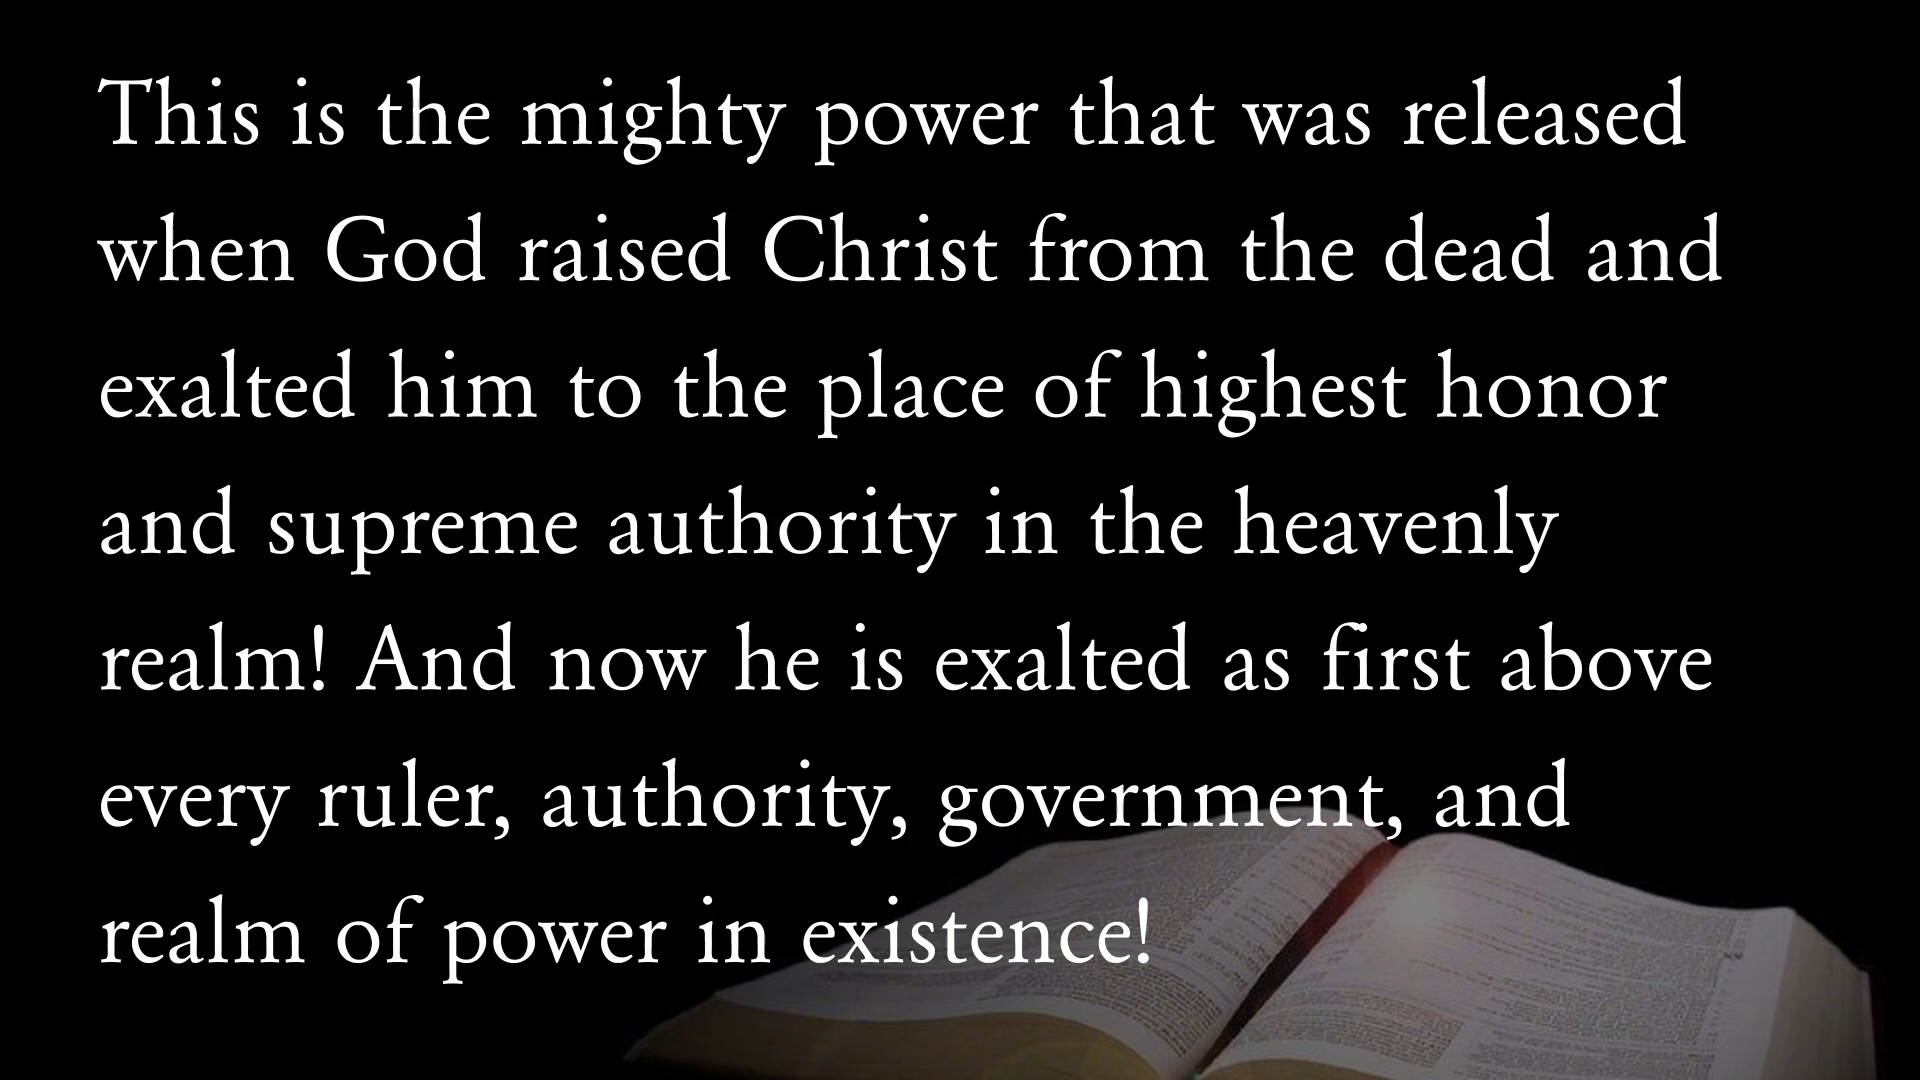 This is the mighty power that was released
when God raised Christ from the dead and
exalted him to the place of highest honor
and supreme authority in the heavenly
realm! And now he is exalted as first above
every ruler, authority, government, and
realm of power in existence!